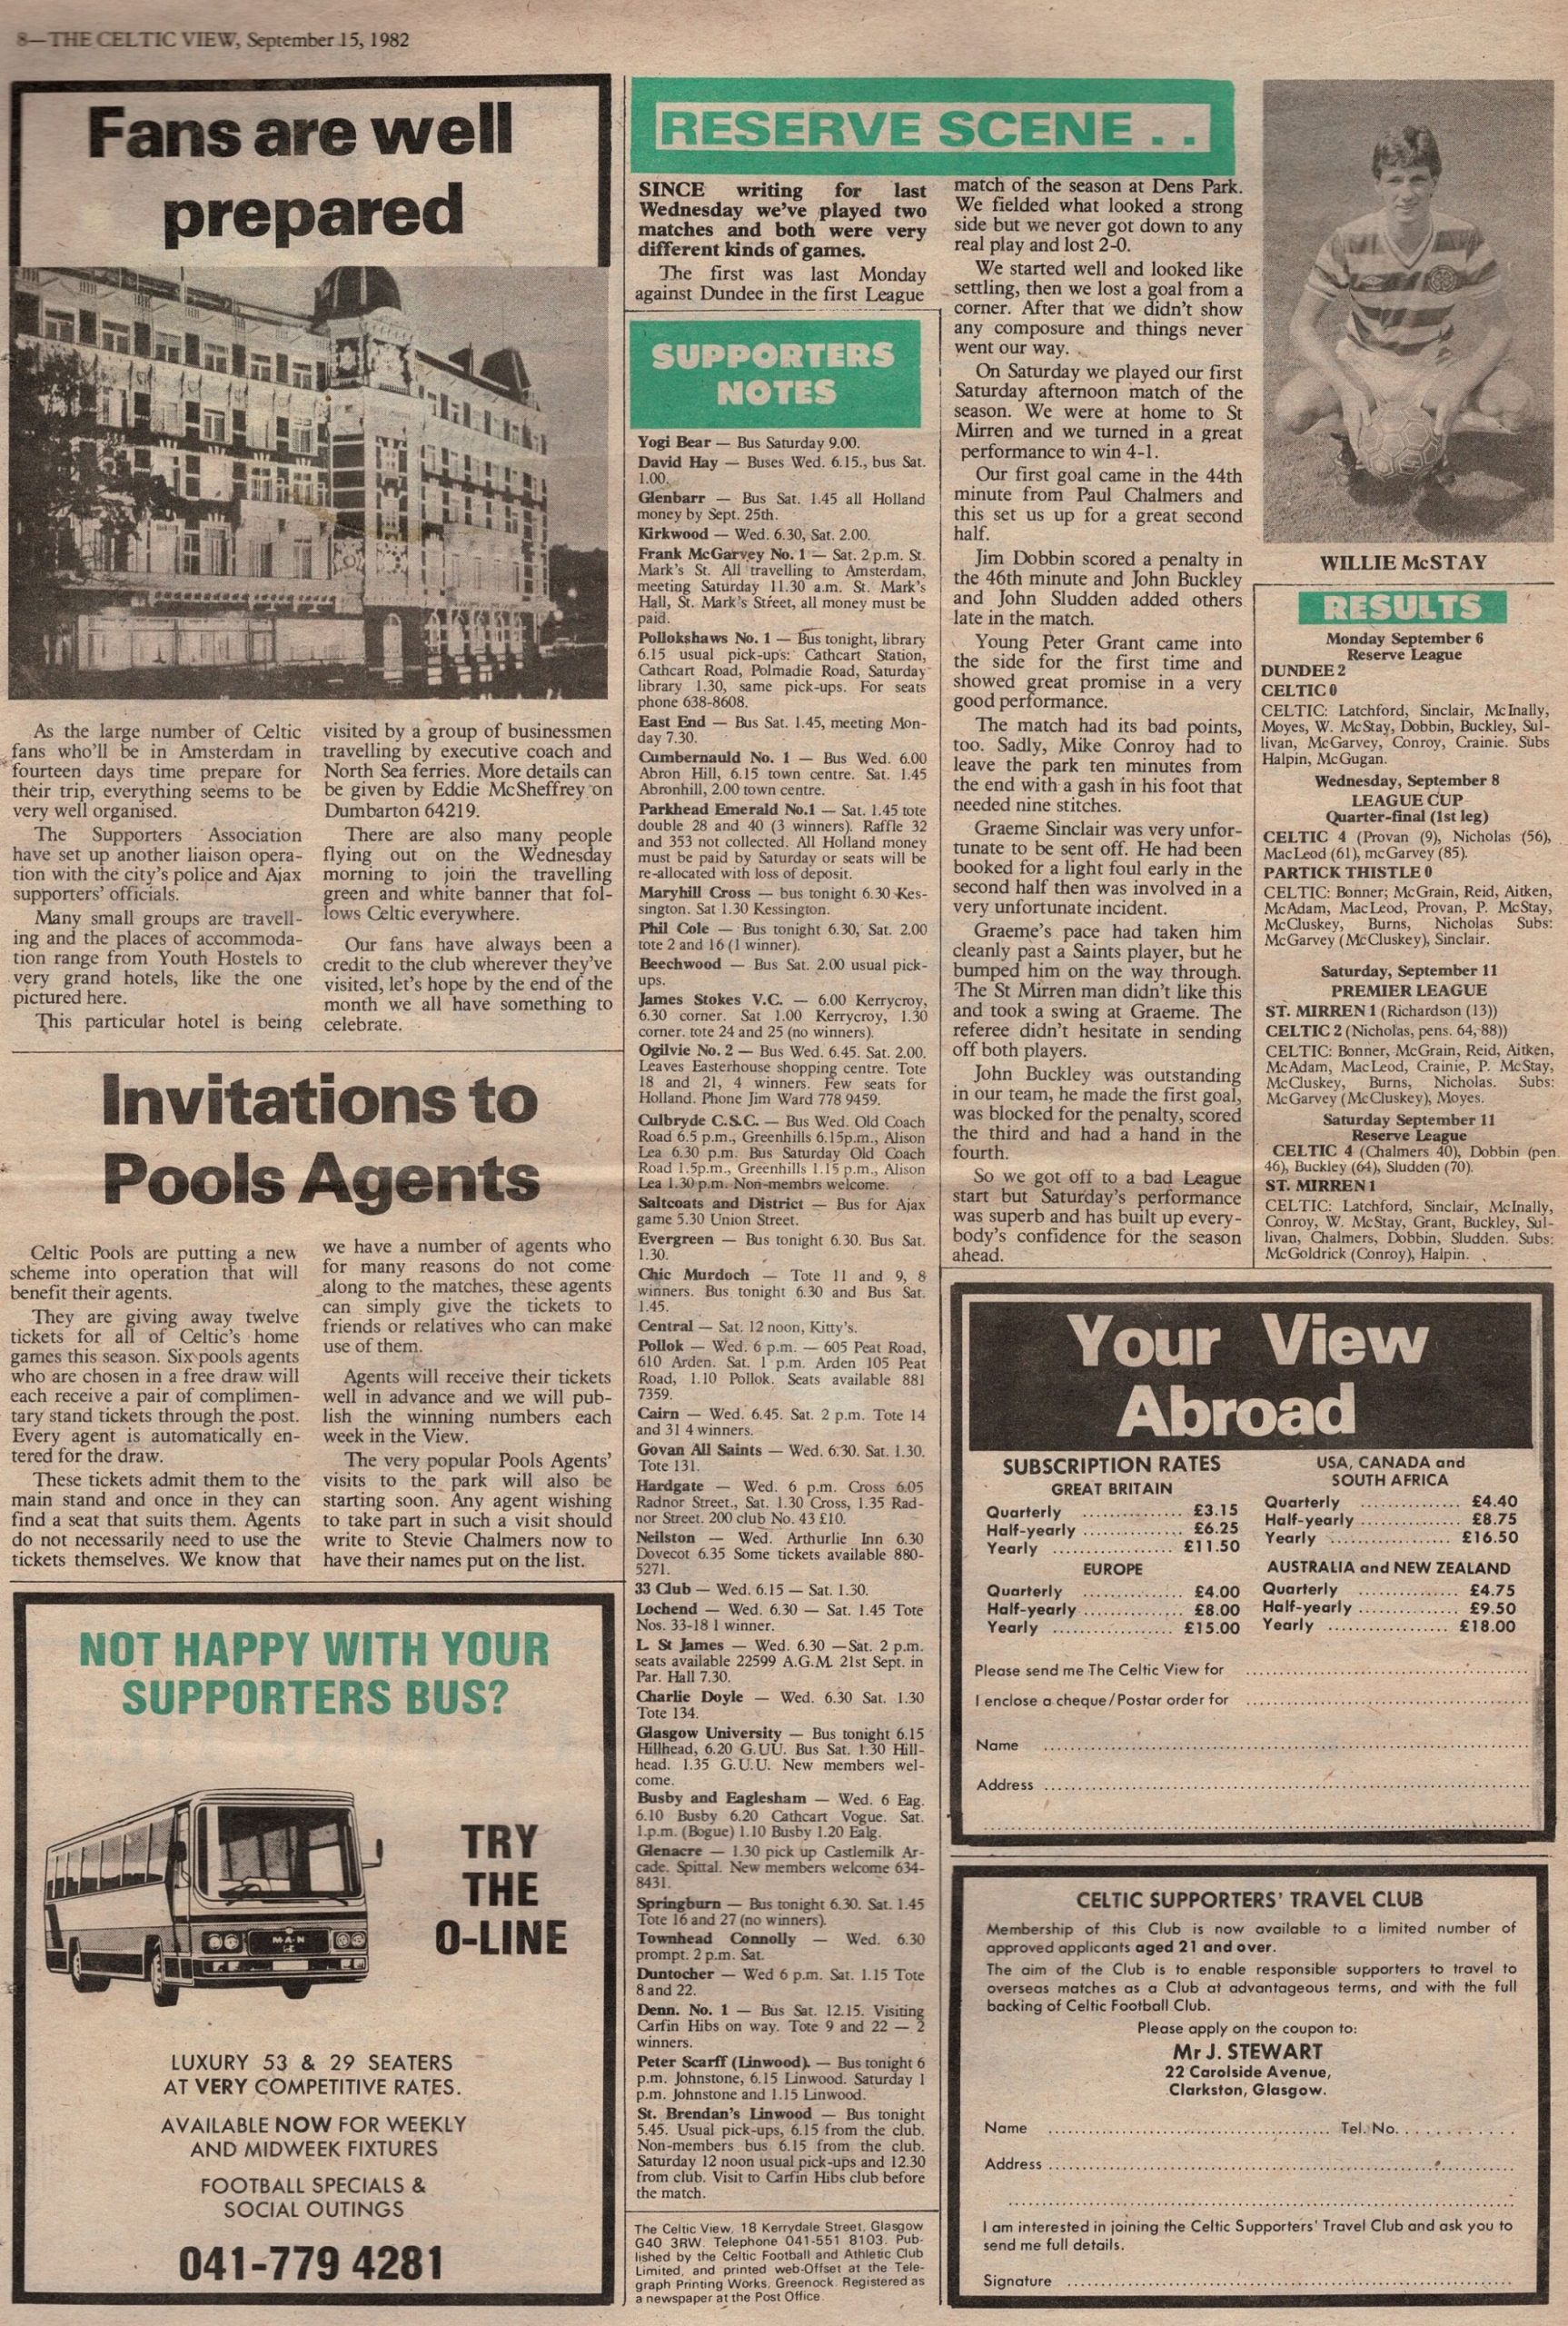 8—THE CELTIC VIEW, September 15, 1982
Fans are well
prepared
As the large number of Celtic
fans who'll be in Amsterdam in
fourteen days time prepare for
their trip, everything seems to be
very well organised.
The Supporters Association
have set up another liaison opera-
tion with the city's police and Ajax
supporters' officials.
Many small groups are travell-
ing and the places of accommoda-
tion range from Youth Hostels to
very grand hotels, like the one
pictured here.
This particular hotel is being
visited by a group of businessmen
travelling by executive coach and
North Sea ferries. More details can
be given by Eddie McSheffrey on
Dumbarton 64219.
There are also many people
flying out on the Wednesday
morning to join the travelling
green and white banner that fol-
lows Celtic everywhere.
Our fans have always been a
credit to the club wherever they've
visited, let's hope by the end of the
month we all have something to
celebrate.
Invitations to
Pools Agents
Celtic Pools are putting a new
scheme into operation that will
benefit their agents.
They are giving away twelve
tickets for all of Celtic's home
games this season. Six pools agents
who are chosen in a free draw will
each receive a pair of complimen-
tary stand tickets through the post.
Every agent is automatically en-
tered for the draw.
These tickets admit them to the
main stand and once in they can
find a seat that suits them. Agents
do not necessarily need to use the
tickets themselves. We know that
we have a number of agents who
for many reasons do not come
along to the matches, these agents
can simply give the tickets to
friends or relatives who can make
use of them.
Agents will receive their tickets
well in advance and we will pub-
lish the winning numbers each
week in the View.
The very popular Pools Agents'
visits to the park will also be
starting soon. Any agent wishing
to take part in such a visit should
write to Stevie Chalmers now to
have their names put on the list.
NOT HAPPY WITH YOUR
SUPPORTERS BUS?
TRY
THE
O-LINE
M·A·N
LUXURY 53 & 29 SEATERS
AT VERY COMPETITIVE RATES.
AVAILABLE NOW FOR WEEKLY
AND MIDWEEK FIXTURES
FOOTBALL SPECIALS &
SOCIAL OUTINGS
041-779 4281
RESERVE SCENE . .
SINCE writing for last
Wednesday we've played two
matches and both were very
different kinds of games.
The first was last Monday
against Dundee in the first League
match of the season at Dens Park.
We fielded what looked a strong
side but we never got down to any
real play and lost 2-0.
We started well and looked like
settling, then we lost a goal from a
corner. After that we didn't show
any composure and things never
went our way.
On Saturday we played our first
Saturday afternoon match of the
season. We were at home to St
Mirren and we turned in a great
performance to win 4-1.
Our first goal came in the 44th
minute from Paul Chalmers and
this set us up for a great second
half.
Jim Dobbin scored a penalty in
the 46th minute and John Buckley
and John Sludden added others
late in the match.
Young Peter Grant came into
the side for the first time and
showed great promise in a very
good performance.
The match had its bad points,
too. Sadly, Mike Conroy had to
leave the park ten minutes from
the end with a gash in his foot that
needed nine stitches.
Graeme Sinclair was very unfor-
tunate to be sent off. He had been
booked for a light foul early in the
second half then was involved in a
very unfortunate incident.
Graeme's pace had taken him
cleanly past a Saints player, but he
bumped him on the way through.
The St Mirren man didn't like this
and took a swing at Graeme. The
referee didn't hesitate in sending
off both players.
John Buckley was outstanding
in our team, he made the first goal,
was blocked for the penalty, scored
the third and had a hand in the
fourth.
So we got off to a bad League
start but Saturday's performance
was superb and has built up every-
body's confidence for the season
ahead.
SUPPORTERS
NOTES
Yogi Bear — Bus Saturday 9.00.
David Hay — Buses Wed. 6.15., bus Sat.
1.00.
Glenbarr — Bus Sat. 1.45 all Holland
money by Sept. 25th.
Kirkwood — Wed. 6.30, Sat. 2.00.
Frank McGarvey No. 1 — Sat. 2 p.m. St.
Mark's St. All travelling to Amsterdam,
meeting Saturday 11.30 a.m. St. Mark's
Hall, St. Mark's Street, all money must be
paid.
Pollokshaws No. 1 — Bus tonight, library
6.15 usual pick-ups: Cathcart Station,
Cathcart Road, Polmadie Road, Saturday
library 1.30, same pick-ups. For seats
phone 638-8608.
East End — Bus Sat. 1.45, meeting Mon-
day 7.30.
Cumbernauld No. 1 — Bus Wed. 6.00
Abron Hill, 6.15 town centre. Sat. 1.45
Abronhill, 2.00 town centre.
Parkhead Emerald No.1 — Sat. 1.45 tote
double 28 and 40 (3 winners). Raffle 32
and 353 not collected. All Holland money
must be paid by Saturday or seats will be
re-allocated with loss of deposit.
Maryhill Cross — bus tonight 6.30 Kes-
sington. Sat 1.30 Kessington.
Phil Cole — Bus tonight 6.30, Sat. 2.00
tote 2 and 16 (1 winner).
Beechwood — Bus Sat. 2.00 usual pick-
ups.
James Stokes V.C. — 6.00 Kerrycroy,
6.30 corner. Sat 1.00 Kerrycroy, 1.30
corner. tote 24 and 25 (no winners).
Ogilvie No. 2 — Bus Wed. 6.45. Sat. 2.00.
Leaves Easterhouse shopping centre. Tote
18 and 21, 4 winners. Few seats for
Holland. Phone Jim Ward 778 9459.
Culbryde C.S.C. — Bus Wed. Old Coach
Road 6.5 p.m., Greenhills 6.15p.m., Alison
Lea 6.30 p.m. Bus Saturday Old Coach
Road 1.5p.m., Greenhills 1.15 p.m., Alison
Lea 1.30 p.m. Non-membrs welcome.
Saltcoats and District — Bus for Ajax
game 5.30 Union Street.
Evergreen — Bus tonight 6.30. Bus Sat.
1.30.
Chic Murdoch — Tote 11 and 9, 8
winners. Bus tonight 6.30 and Bus Sat.
1.45.
Central — Sat. 12 noon, Kitty's.
Pollok — Wed. 6 p.m. — 605 Peat Road,
610 Arden. Sat. 1 p.m. Arden 105 Peat
Road, 1.10 Pollok. Seats available 881
7359.
Cairn — Wed. 6.45. Sat. 2 p.m. Tote 14
and 31 4 winners.
Govan All Saints — Wed. 6.30. Sat. 1.30.
Tote 131.
Hardgate — Wed. 6 p.m. Cross 6.05
Radnor Street., Sat. 1.30 Cross, 1.35 Rad-
nor Street. 200 club No. 43 £10.
Neilston — Wed. Arthurlie Inn 6.30
Dovecot 6.35 Some tickets available 880-
5271.
33 Club — Wed. 6.15 — Sat. 1.30.
Lochend — Wed. 6.30 — Sat. 1.45 Tote
Nos. 33-18 1 winner.
L. St James — Wed. 6.30 —Sat. 2 p.m.
seats available 22599 A.G.M. 21st Sept. in
Par. Hall 7.30.
Charlie Doyle — Wed. 6.30 Sat. 1.30
Tote 134.
Glasgow University — Bus tonight 6.15
Hillhead, 6.20 G.UU. Bus Sat. 1.30 Hill-
head. 1.35 G.U.U. New members wel-
come.
Busby and Eaglesham — Wed. 6 Eag.
6.10 Busby 6.20 Cathcart Vogue. Sat.
1.p.m. (Bogue) 1.10 Busby 1.20 Ealg.
Glenacre — 1.30 pick up Castlemilk Ar-
cade. Spittal. New members welcome 634-
8431.
Springburn — Bus tonight 6.30. Sat. 1.45
Tote 16 and 27 (no winners).
Townhead Connolly — Wed. 6.30
prompt. 2 p.m. Sat.
Duntocher — Wed 6 p.m. Sat. 1.15 Tote
8 and 22.
Denn. No. 1 — Bus Sat. 12.15. Visiting
Carfin Hibs on way. Tote 9 and 22 — 2
winners.
Peter Scarff (Linwood). — Bus tonight 6
p.m. Johnstone, 6.15 Linwood. Saturday 1
p.m. Johnstone and 1.15 Linwood.
St. Brendan's Linwood — Bus tonight
5.45. Usual pick-ups, 6.15 from the club.
Non-members bus 6.15 from the club.
Saturday 12 noon usual pick-ups and 12.30
from club. Visit to Carfin Hibs club before
the match.
The Celtic View, 18 Kerrydale Street, Glasgow
G40 3RW. Telephone 041-551 8103. Pub-
lished by the Celtic Football and Athletic Club
Limited, and printed web-Offset at the Tele-
graph Printing Works, Greenock. Registered as
a newspaper at the Post Office.
WILLIE McSTAY
RESULTS
Monday September 6
Reserve League
DUNDEE 2
CELTIC 0
CELTIC: Latchford, Sinclair, McInally,
Moyes, W. McStay, Dobbin, Buckley, Sul-
livan, McGarvey, Conroy, Crainie. Subs
Halpin, McGugan.
Wednesday, September 8
LEAGUE CUP
Quarter-final (1st leg)
CELTIC 4 (Provan (9), Nicholas (56),
MacLeod (61), mcGarvey (85).
PARTICK THISTLE 0
CELTIC: Bonner; McGrain, Reid, Aitken,
McAdam, MacLeod, Provan, P. McStay,
McCluskey, Burns, Nicholas Subs:
McGarvey (McCluskey), Sinclair.
Saturday, September 11
PREMIER LEAGUE
ST. MIRREN 1 (Richardson (13))
CELTIC 2 (Nicholas, pens. 64, 88))
CELTIC: Bonner, McGrain, Reid, Aitken,
McAdam, MacLeod, Crainie, P. McStay,
McCluskey, Burns, Nicholas. Subs:
McGarvey (McCluskey), Moyes.
Saturday September 11
Reserve League
CELTIC 4 (Chalmers 40), Dobbin (pen.
46), Buckley (64), Sludden (70).
ST. MIRREN 1
CELTIC: Latchford, Sinclair, McInally,
Conroy, W. McStay, Grant, Buckley, Sul-
livan, Chalmers, Dobbin, Sludden. Subs:
McGoldrick (Conroy), Halpin.
Your View
Abroad
SUBSCRIPTION RATES
GREAT BRITAIN
Quarterly .............. £3.15
Half-yearly .............. £6.25
Yearly .................. £11.50
EUROPE
Quarterly .............. £4.00
Half-yearly .............. £8.00
Yearly .................. £15.00
USA, CANADA and
SOUTH AFRICA
Quarterly .............. £4.40
Half-yearly .............. £8.75
Yearly .................. £16.50
AUSTRALIA and NEW ZEALAND
Quarterly .............. £4.75
Half-yearly .............. £9.50
Yearly .................. £18.00
Please send me The Celtic View for ..............................
I enclose a cheque/Postar order for ..............................
Name ..............................
Address ..............................
CELTIC SUPPORTERS' TRAVEL CLUB
Membership of this Club is now available to a limited number of
approved applicants aged 21 and over.
The aim of the Club is to enable responsible supporters to travel to
overseas matches as a Club at advantageous terms, and with the full
backing of Celtic Football Club.
Please apply on the coupon to:
Mr J. STEWART
22 Carolside Avenue,
Clarkston, Glasgow.
Name .............................. Tel. No. ............
Address ..............................
I am interested in joining the Celtic Supporters' Travel Club and ask you to
send me full details.
Signature ..............................